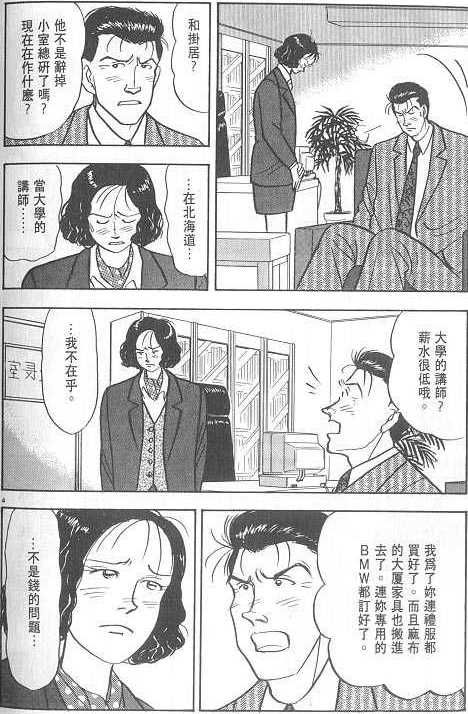 和掛居？
他不是辭掉
小室總研了嗎？
現在在作什麼？
…在北海道…
當大學的
講師……
大學的講師？
薪水很低哦。
…我不在乎。
我爲了妳連禮服都
買好了。而且麻布
的大廈家具也搬進
去了。連妳專用的
BMW都訂好了。
…不是錢的問題…
4